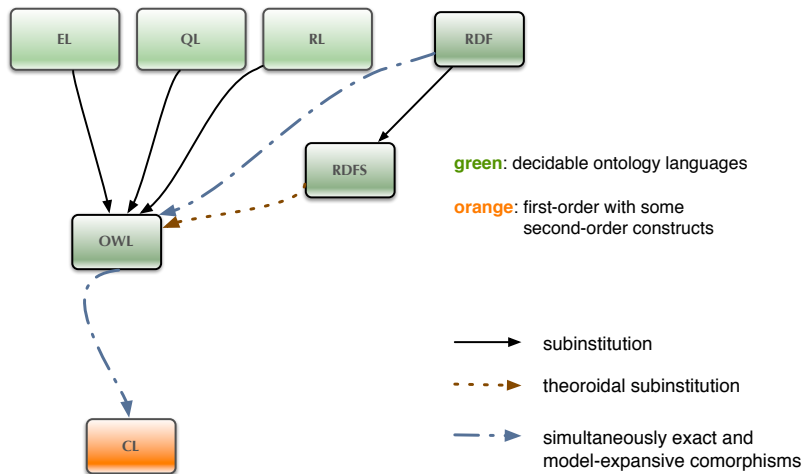 EL
QL
RL
RDF
RDFS
green: decidable ontology languages
orange: first-order with some
second-order constructs
OWL
subinstitution
theoroidal subinstitution
CL
simultaneously exact and
model-expansive comorphisms